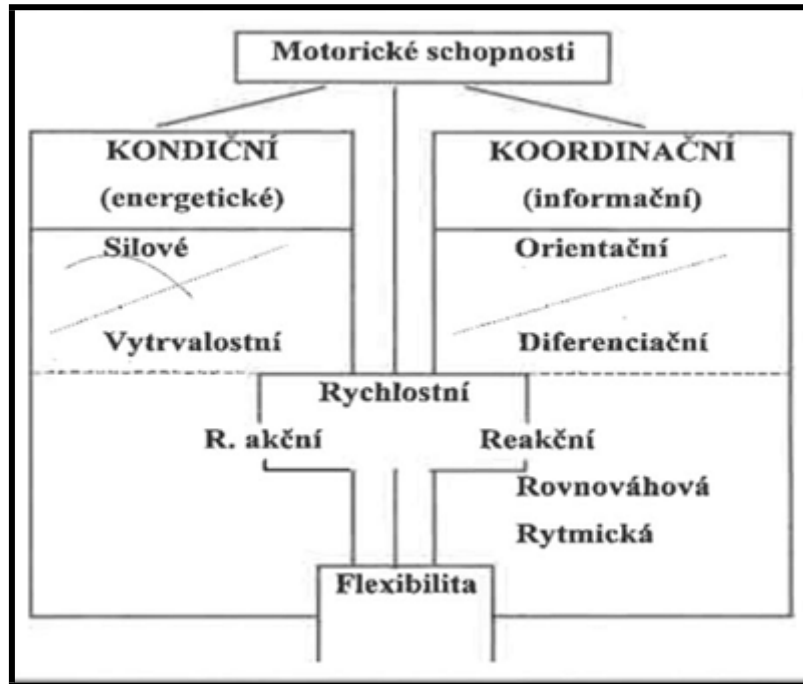 Motorické schopnosti
KONDIČNÍ
(energetické)
KOORDINAČNÍ
(informační)
Silové
Vytrvalostní
Orientační
Diferenciační
Rychlostní
R. akční
Reakční
Rovnováhová
Rytmická
Flexibilita